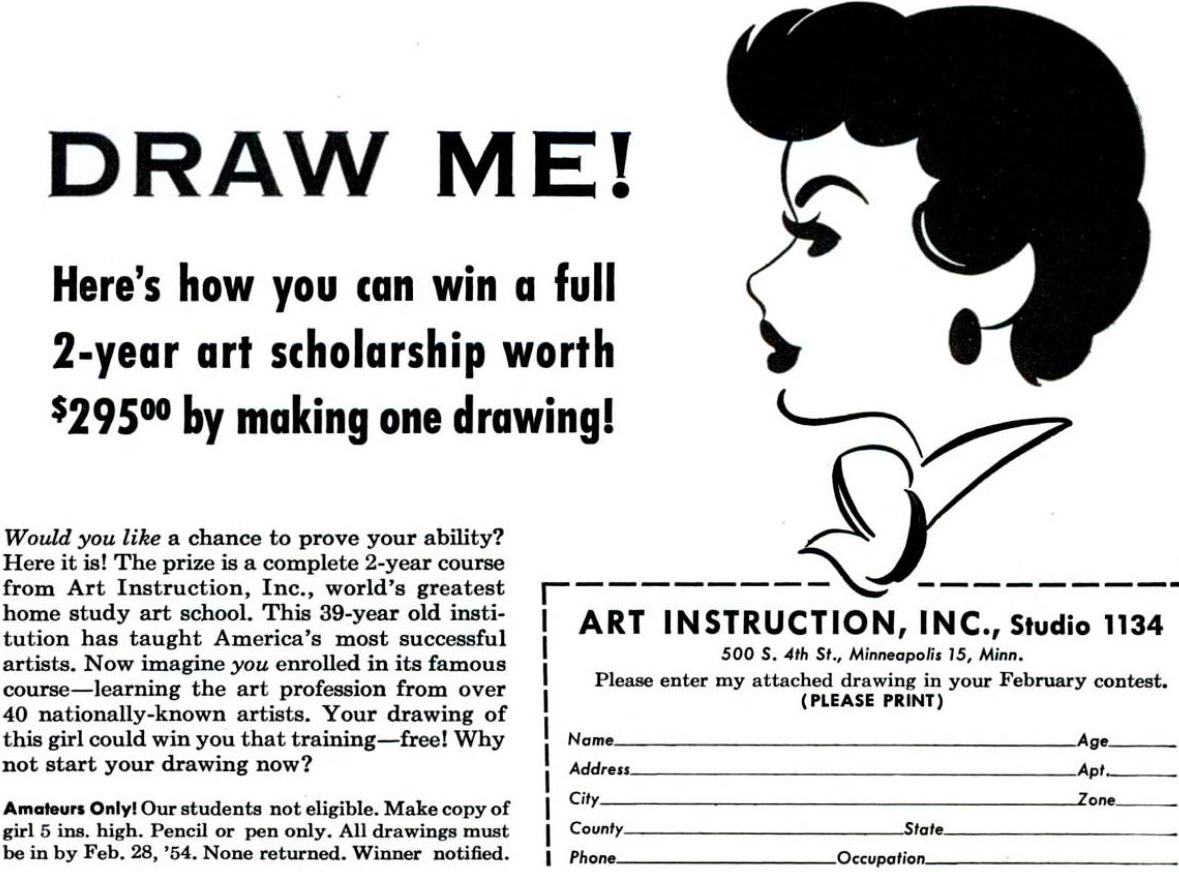 DRAW ME!
Here's how you can win a full
2-year art scholarship worth
$295⁰⁰ by making one drawing!
Would you like a chance to prove your ability?
Here it is! The prize is a complete 2-year course
from Art Instruction, Inc., world's greatest
home study art school. This 39-year old insti-
tution has taught America's most successful
artists. Now imagine you enrolled in its famous
course—learning the art profession from over
40 nationally-known artists. Your drawing of
this girl could win you that training—free! Why
not start your drawing now?
Amateurs Only! Our students not eligible. Make copy of
girl 5 ins. high. Pencil or pen only. All drawings must
be in by Feb. 28, '54. None returned. Winner notified.
ART INSTRUCTION, INC., Studio 1134
500 S. 4th St., Minneapolis 15, Minn.
Please enter my attached drawing in your February contest.
(PLEASE PRINT)
Name Age
Address Apt.
City Zone
County State
Phone Occupation